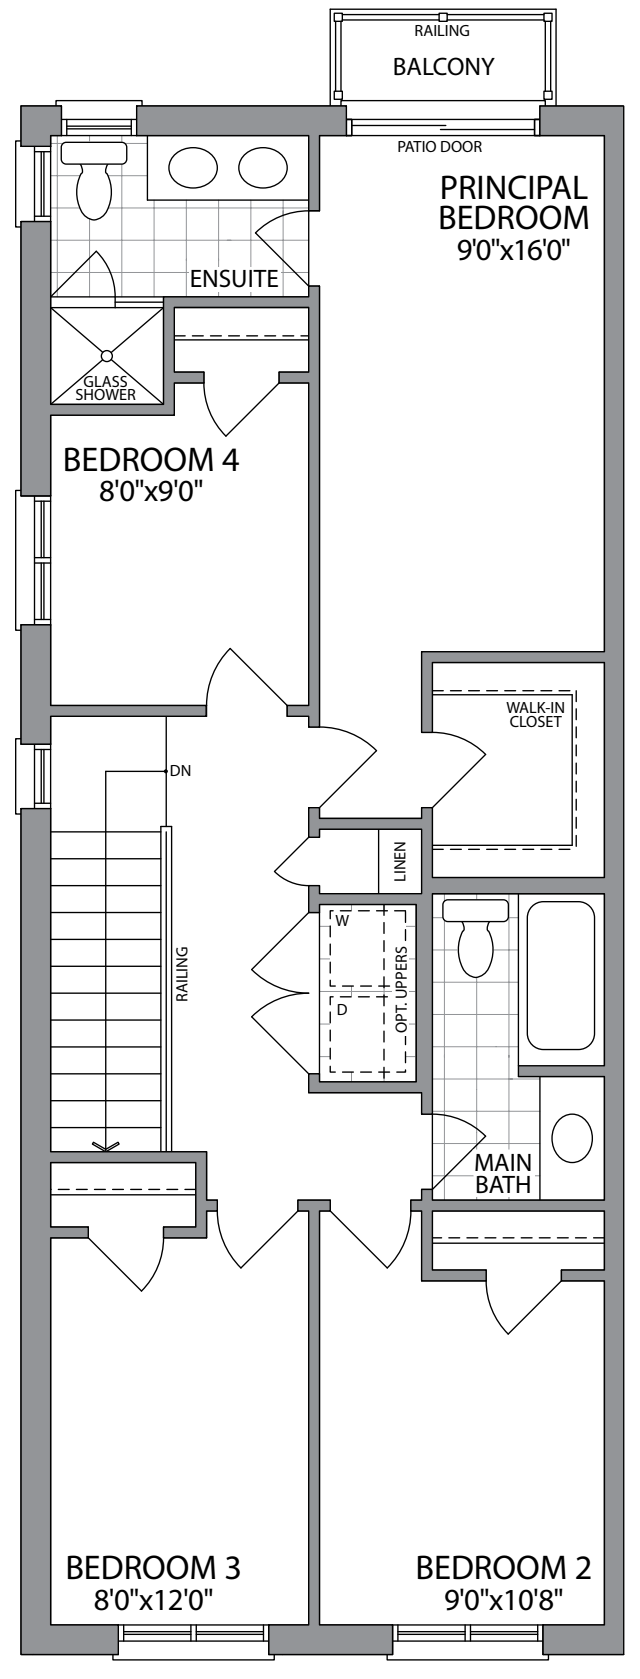 RAILING
BALCONY
PATIO DOOR
PRINCIPAL
BEDROOM
9'0"x16'0"
ENSUITE
GLASS
SHOWER
BEDROOM 4
8'0"x9'0"
WALK-IN
CLOSET
DN
LINEN
W
RAILING
OPT. UPPERS
D
MAIN
BATH
BEDROOM 3
8'0"x12'0"
BEDROOM 2
9'0"x10'8"